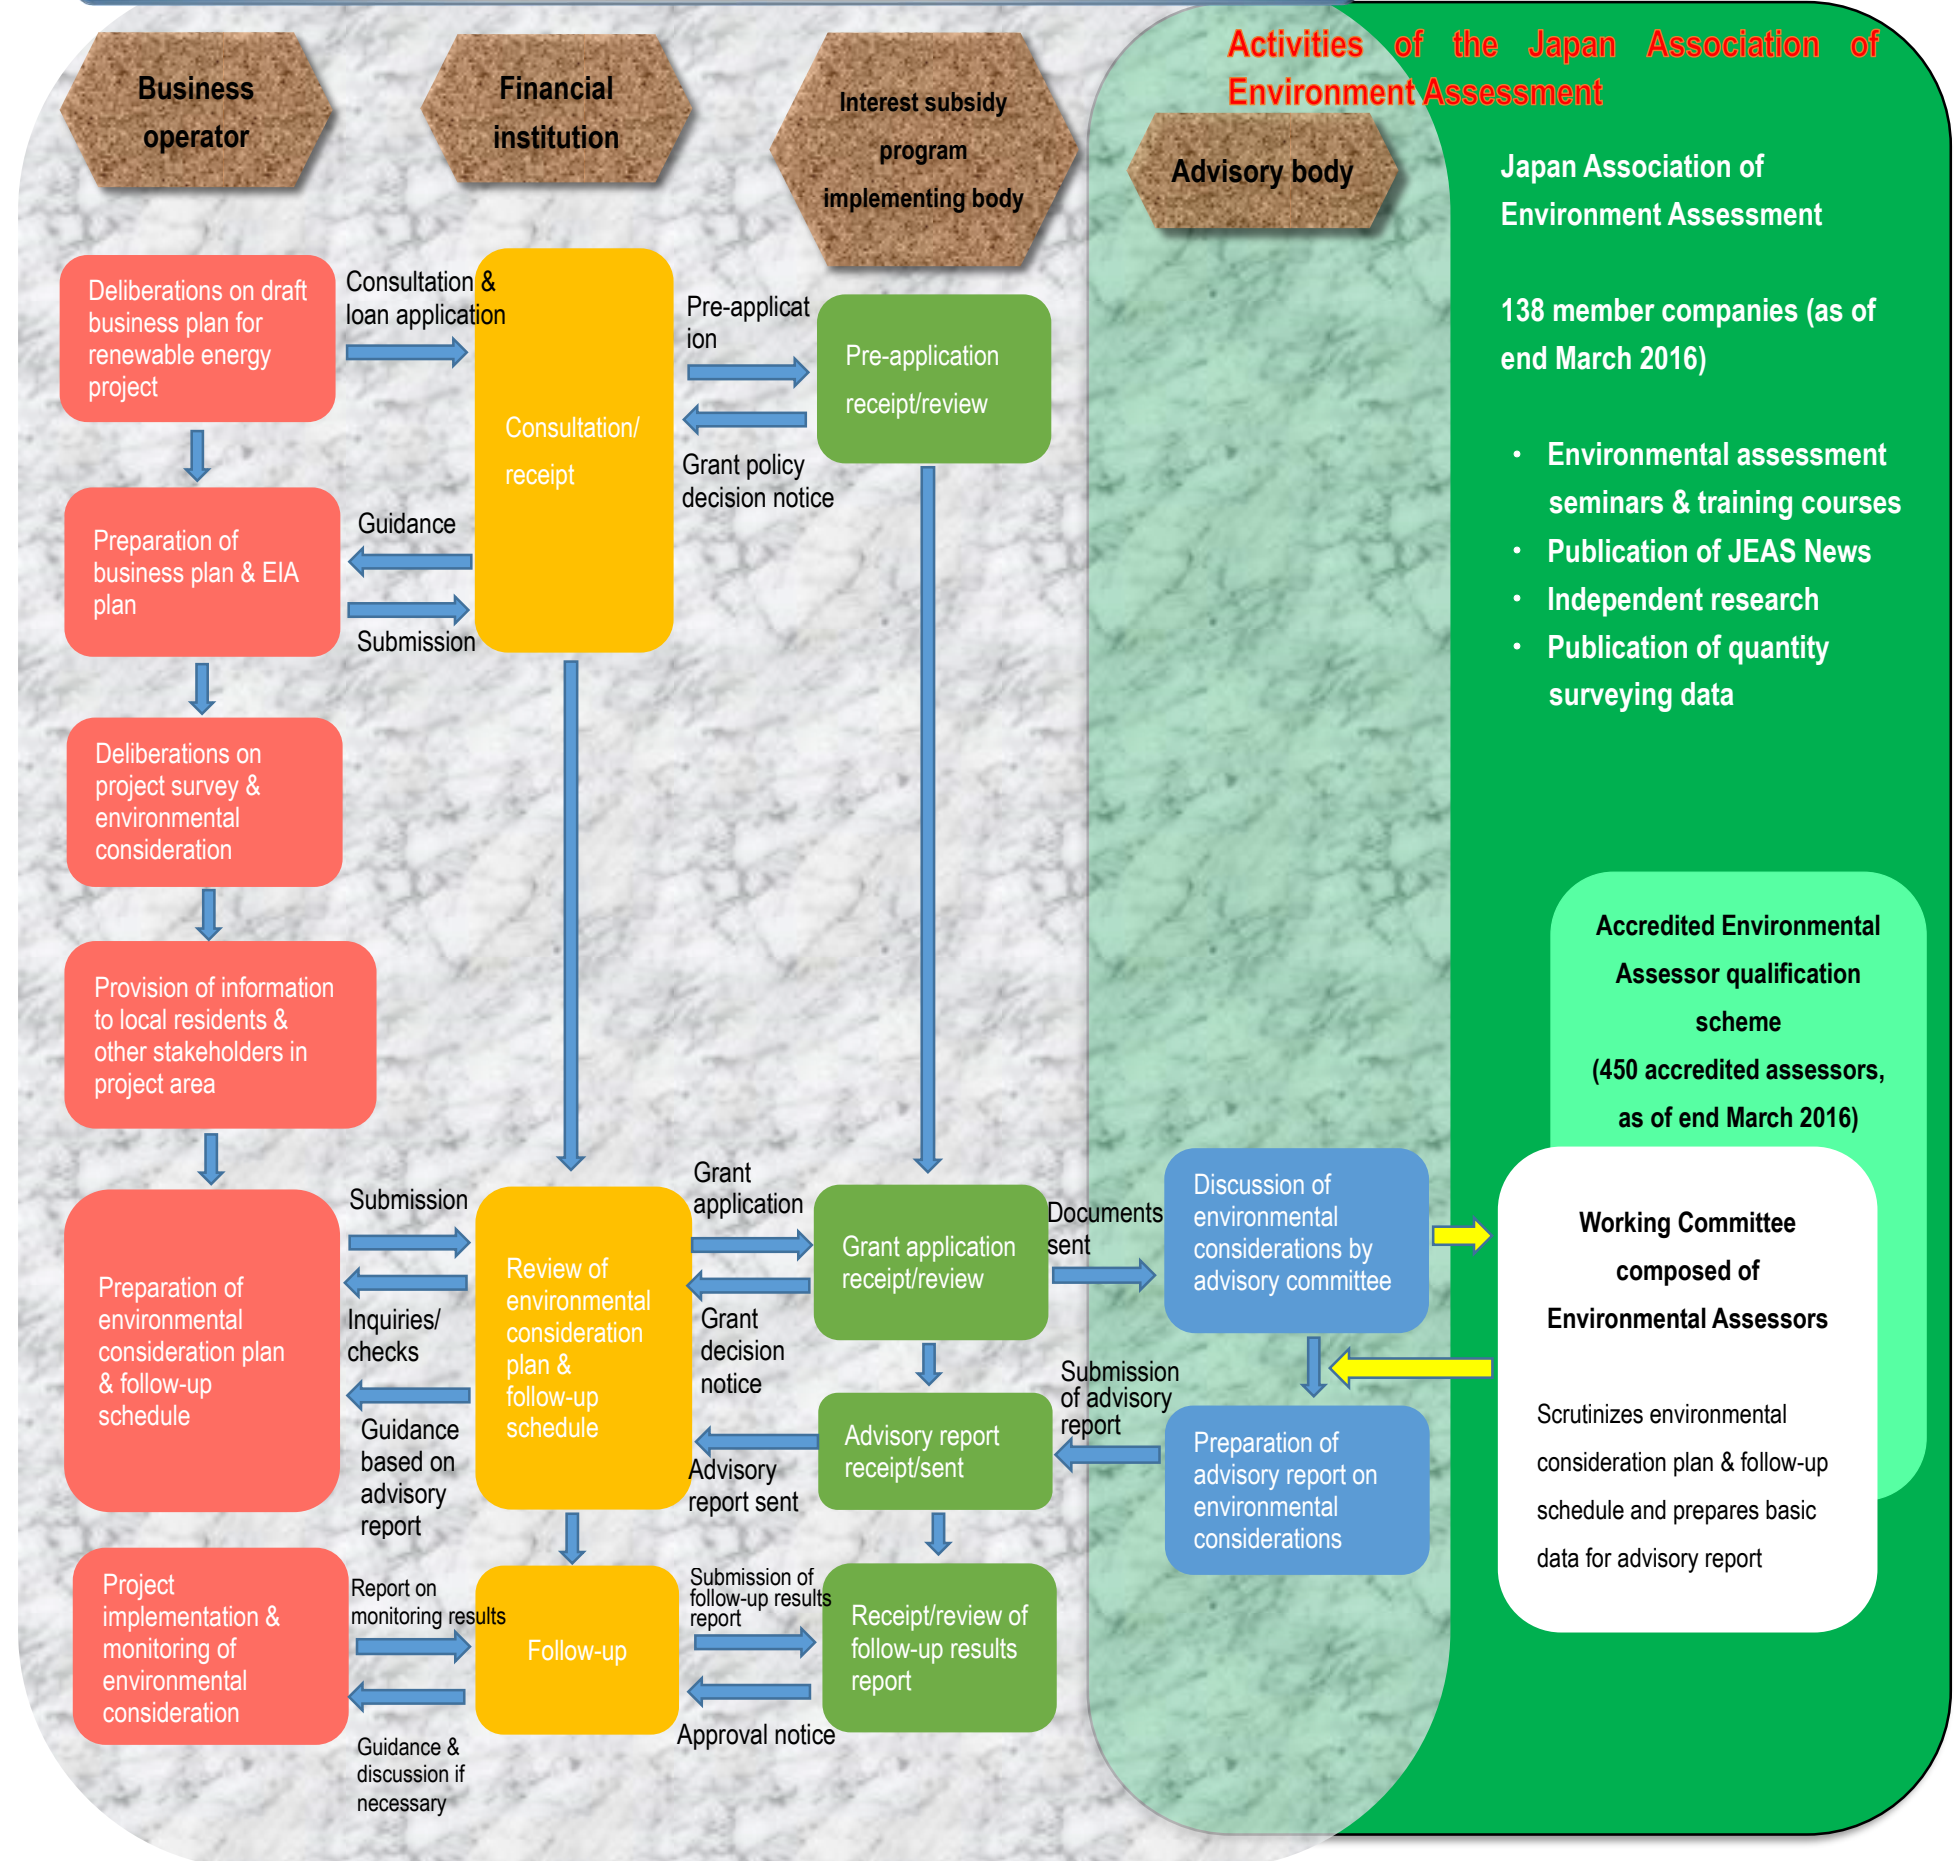 Activities of the Japan Association of
Environment Assessment
Business
operator
Financial
institution
Interest subsidy
program
implementing body
Advisory body
Japan Association of
Environment Assessment
138 member companies (as of
end March 2016)
・ Environmental assessment
seminars & training courses
・ Publication of JEAS News
・ Independent research
・ Publication of quantity
surveying data
Deliberations on draft
business plan for
renewable energy
project
Consultation &
loan application
Consultation/
receipt
Pre-applicat
ion
Pre-application
receipt/review
Grant policy
decision notice
Preparation of
business plan & EIA
plan
Guidance
Submission
Deliberations on
project survey &
environmental
consideration
Provision of information
to local residents &
other stakeholders in
project area
Accredited Environmental
Assessor qualification
scheme
(450 accredited assessors,
as of end March 2016)
Preparation of
environmental
consideration plan
& follow-up
schedule
Submission
Inquiries/
checks
Guidance
based on
advisory
report
Review of
environmental
consideration
plan &
follow-up
schedule
Grant
application
Grant
decision
notice
Grant application
receipt/review
Documents
sent
Discussion of
environmental
considerations by
advisory committee
Working Committee
composed of
Environmental Assessors
Scrutinizes environmental
consideration plan & follow-up
schedule and prepares basic
data for advisory report
Advisory
report sent
Advisory report
receipt/sent
Submission
of advisory
report
Preparation of
advisory report on
environmental
considerations
Project
implementation &
monitoring of
environmental
consideration
Report on
monitoring results
Guidance &
discussion if
necessary
Follow-up
Submission of
follow-up results
report
Approval notice
Receipt/review of
follow-up results
report